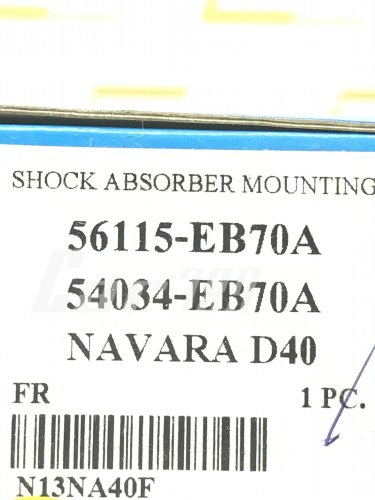 SHOCK ABSORBER MOUNTING
56115-EB70A
54034-EB70A
NAVARA D40
FR 1 PC.
N13NA40F